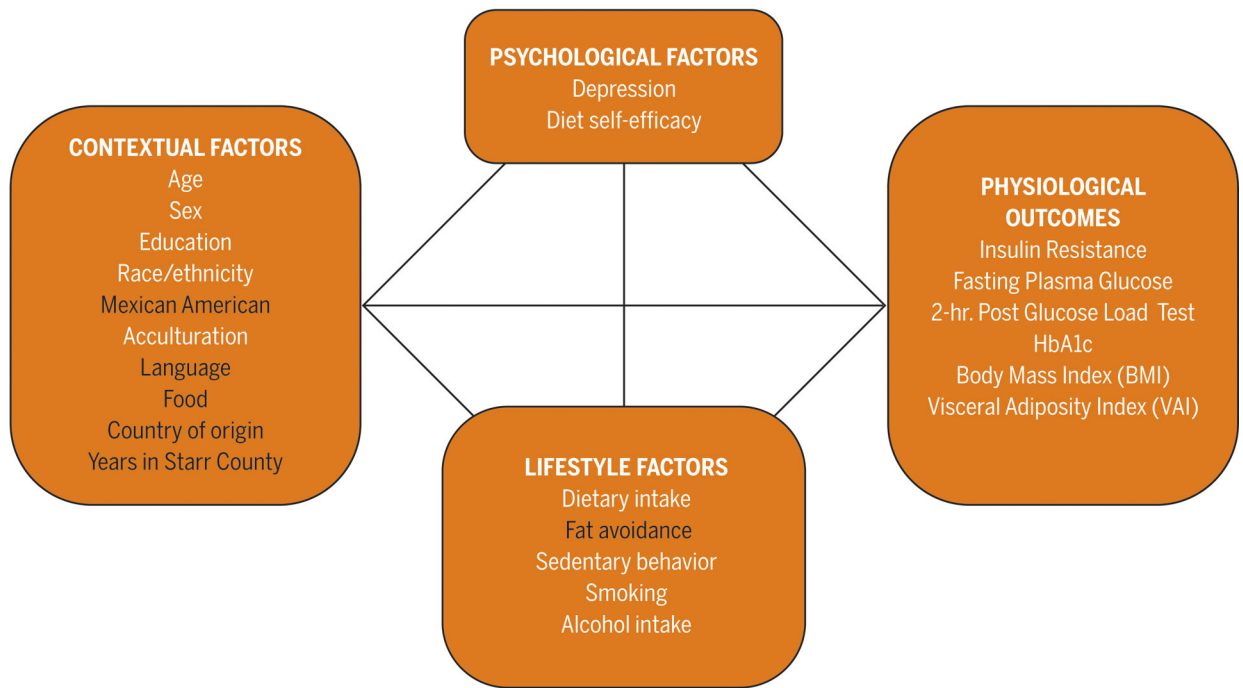 PSYCHOLOGICAL FACTORS
Depression
Diet self-efficacy
CONTEXTUAL FACTORS
Age
Sex
Education
Race/ethnicity
Mexican American
Acculturation
Language
Food
Country of origin
Years in Starr County
PHYSIOLOGICAL
OUTCOMES
Insulin Resistance
Fasting Plasma Glucose
2-hr. Post Glucose Load Test
HbA1c
Body Mass Index (BMI)
Visceral Adiposity Index (VAI)
LIFESTYLE FACTORS
Dietary intake
Fat avoidance
Sedentary behavior
Smoking
Alcohol intake